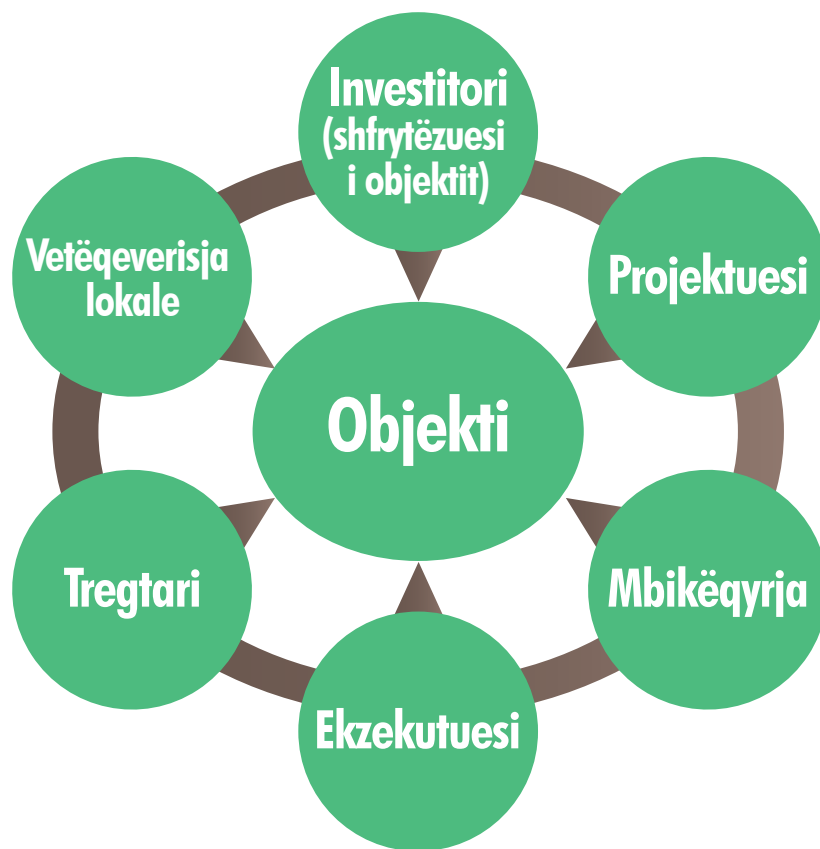 Investitori
(shfrytëzuesi
i objektit)
Vetëqeverisja
lokale
Projektuesi
Objekti
Tregtari
Mbikëqyrja
Ekzekutuesi